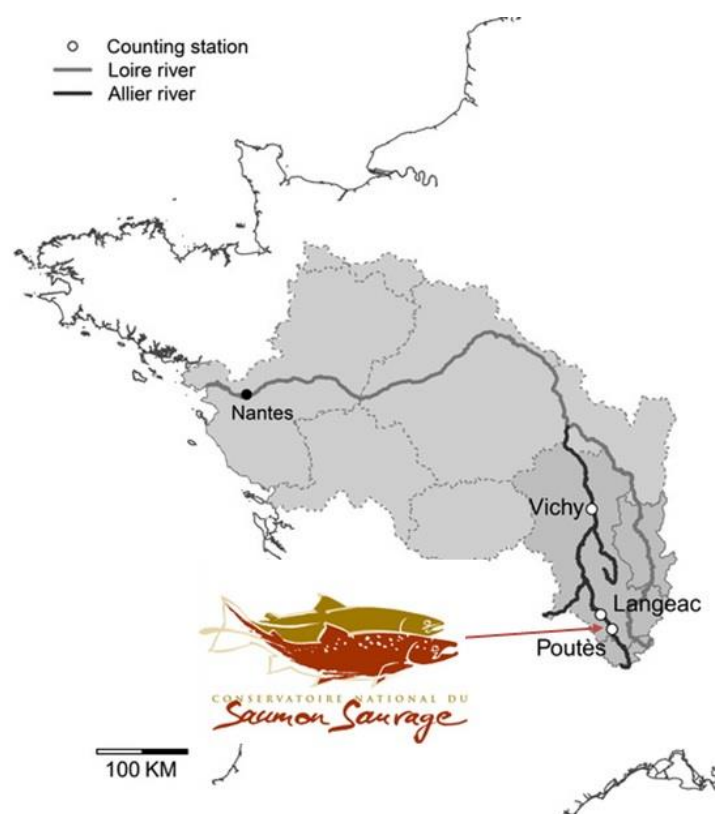 Counting station
Loire river
Allier river
Nantes
Vichy
Langeac
Poutès
CONSERVATOIRE NATIONAL DU
Saumon Sauvage
100 KM